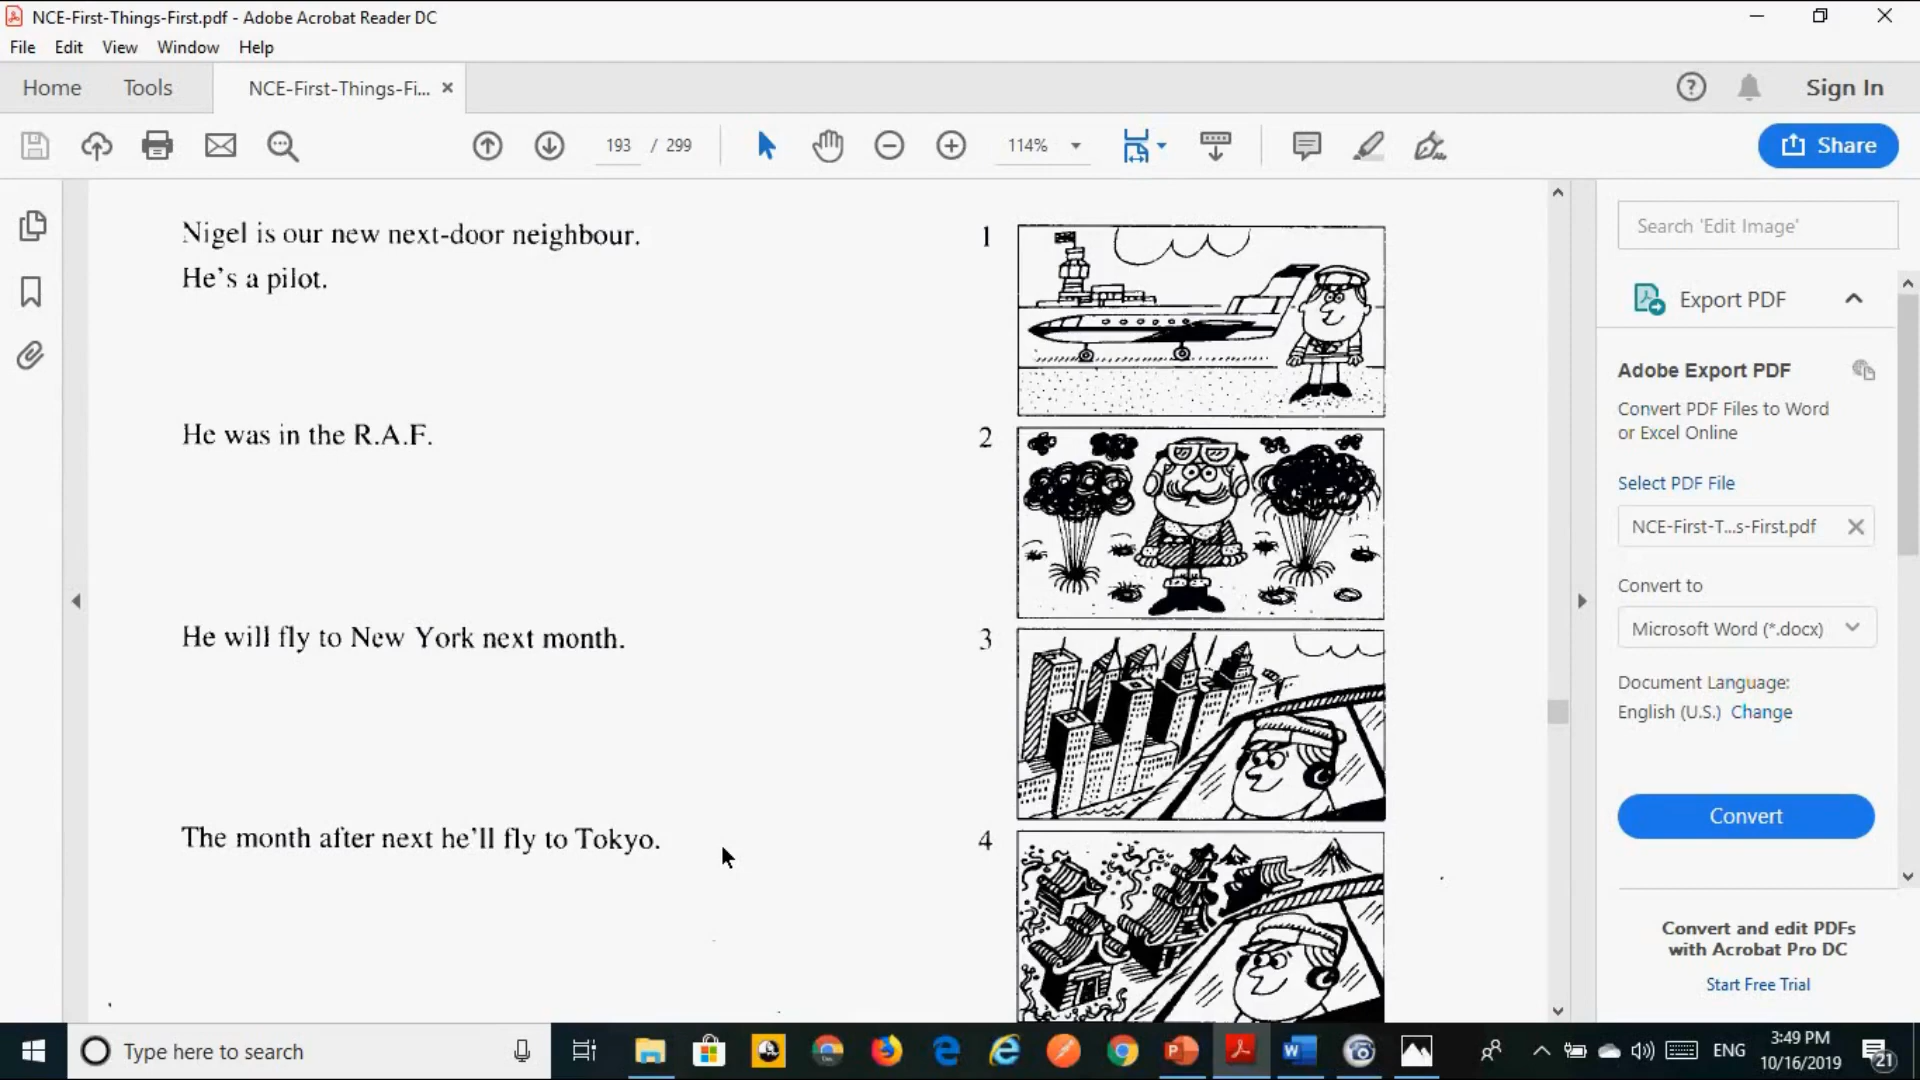 NCE-First-Things-First.pdf - Adobe Acrobat Reader DC
File Edit View Window Help
Home Tools NCE-First-Things-Fi... Sign In
193 / 299 114% Share
Nigel is our new next-door neighbour. 1
He's a pilot.
He was in the R.A.F. 2
He will fly to New York next month. 3
The month after next he'll fly to Tokyo. 4
Search 'Edit Image'
Export PDF
Adobe Export PDF
Convert PDF Files to Word
or Excel Online
Select PDF File
NCE-First-T...s-First.pdf
Convert to
Microsoft Word (*.docx)
Document Language:
English (U.S.) Change
Convert
Convert and edit PDFs
with Acrobat Pro DC
Start Free Trial
Type here to search
ENG
3:49 PM
10/16/2019
21